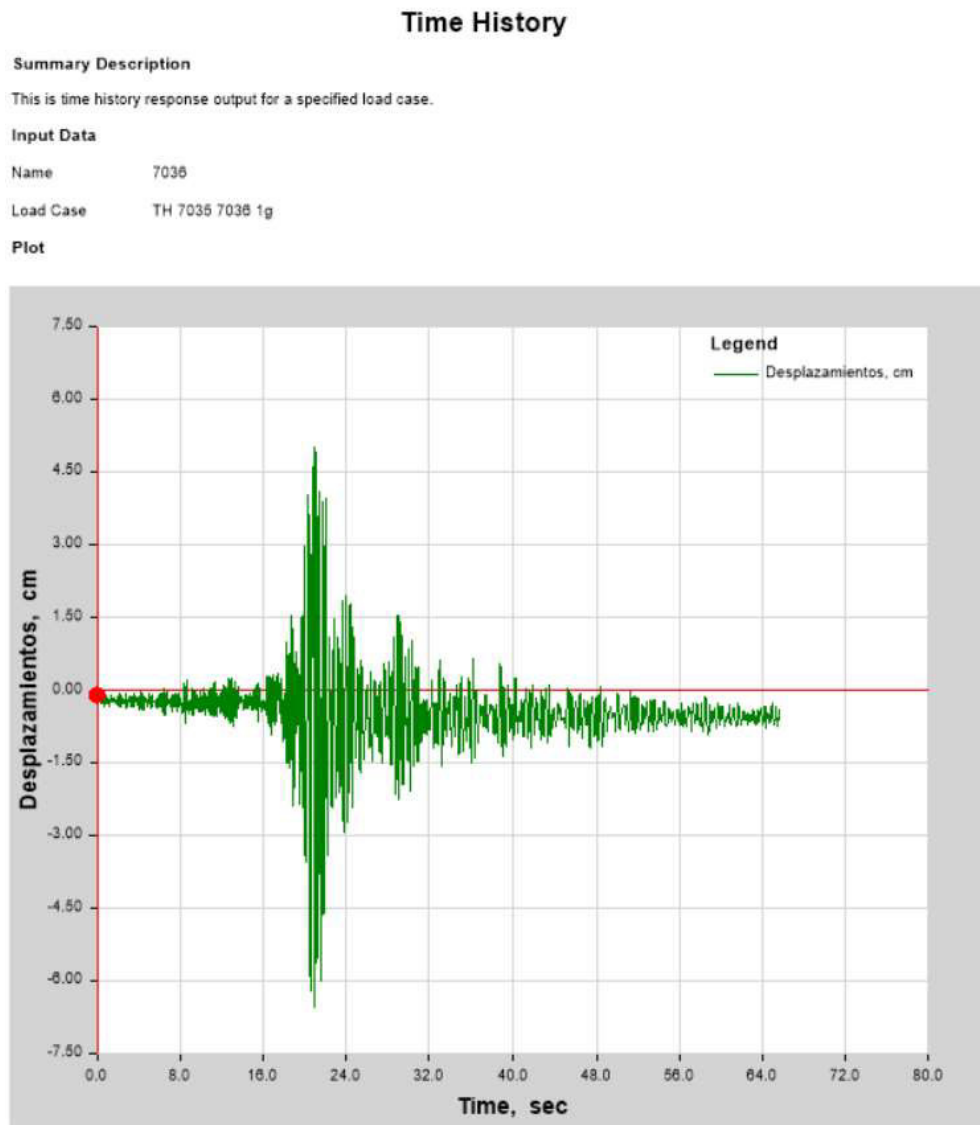 Time History
Summary Description
This is time history response output for a specified load case.
Input Data
Name 7036
Load Case TH 7035 7036 1g
Plot
Legend
Desplazamientos, cm
7.50
6.00
4.50
3.00
1.50
0.00
-1.50
-3.00
-4.50
-6.00
-7.50
Desplazamientos, cm
0.0 8.0 16.0 24.0 32.0 40.0 48.0 56.0 64.0 72.0 80.0
Time, sec